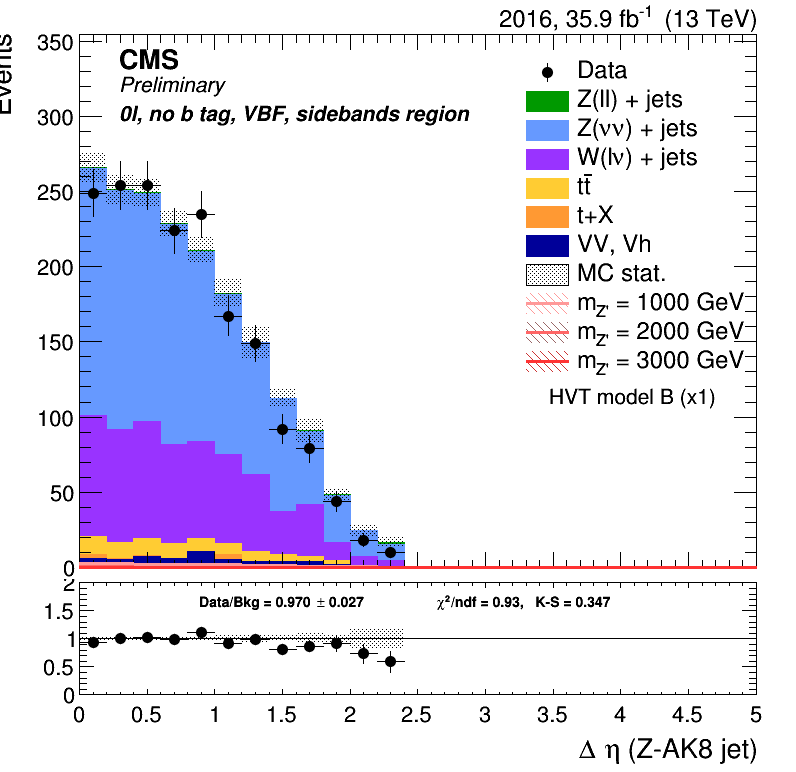 2016, 35.9 fb⁻¹ (13 TeV)
Events
CMS
Preliminary
0l, no b tag, VBF, sidebands region
Data
Z(ll) + jets
Z(νν) + jets
W(lν) + jets
tt̄
t+X
VV, Vh
MC stat.
m_Z' = 1000 GeV
m_Z' = 2000 GeV
m_Z' = 3000 GeV
HVT model B (x1)
350
300
250
200
150
100
50
0
Data/Bkg = 0.970 ± 0.027
χ²/ndf = 0.93, K-S = 0.347
2
1.5
1
0.5
0
0 0.5 1 1.5 2 2.5 3 3.5 4 4.5 5
Δ η (Z-AK8 jet)